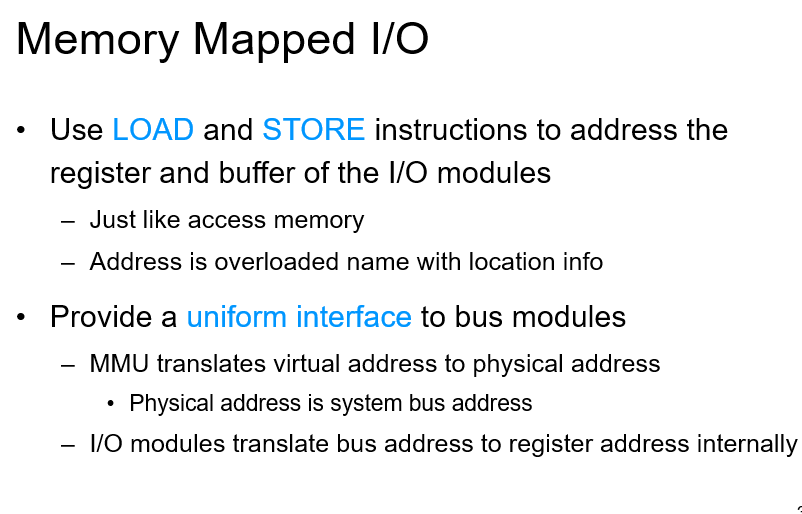 Memory Mapped I/O
• Use LOAD and STORE instructions to address the
register and buffer of the I/O modules
– Just like access memory
– Address is overloaded name with location info
• Provide a uniform interface to bus modules
– MMU translates virtual address to physical address
• Physical address is system bus address
– I/O modules translate bus address to register address internally